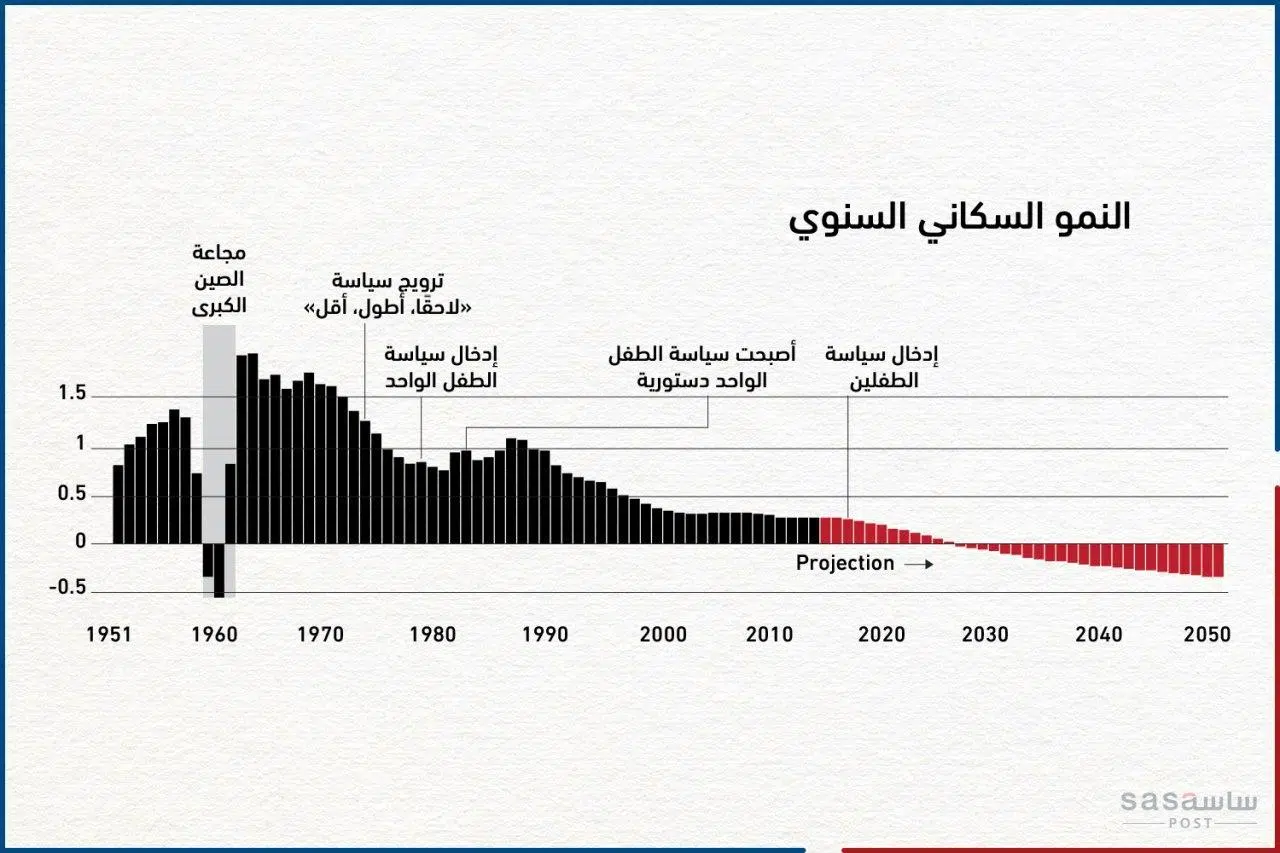 النمو السكاني السنوي
مجاعة
الصين
الكبرى
ترويج سياسة
«لاحقًا، أطول، أقل»
إدخال سياسة
الطفل الواحد
أصبحت سياسة الطفل
الواحد دستورية
إدخال سياسة
الطفلين
1.5
1
0.5
0
-0.5
Projection →
1951 1960 1970 1980 1990 2000 2010 2020 2030 2040 2050
sasa ساسة
POST